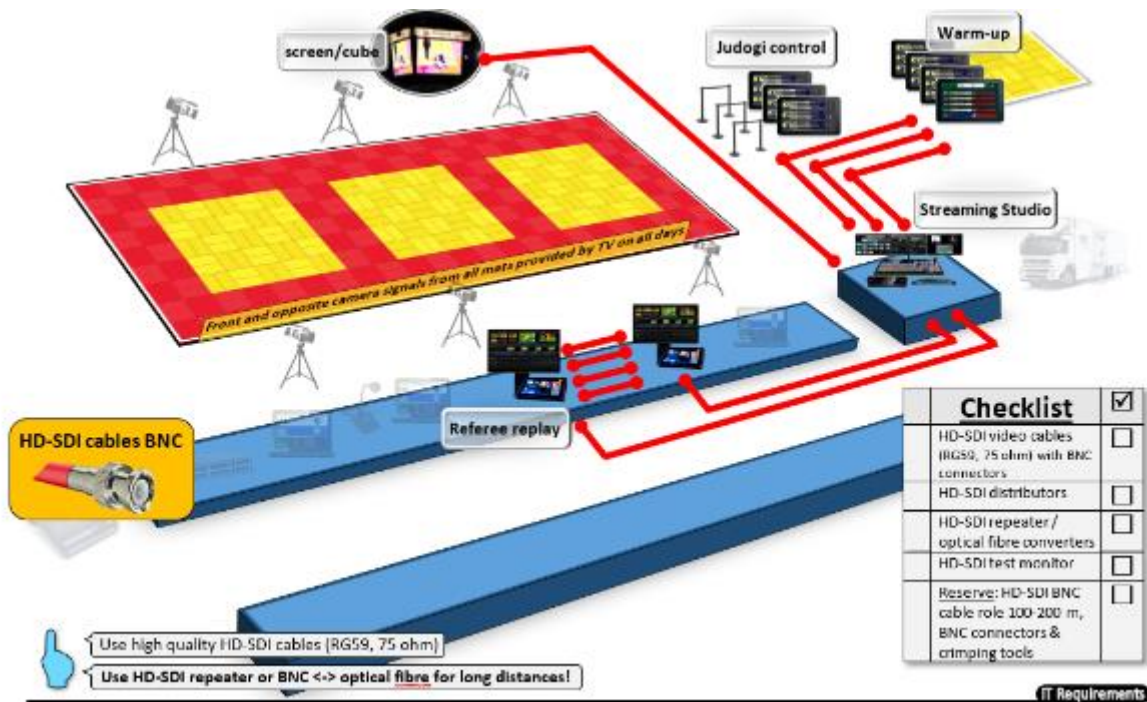 screen/cube
Judogi control
Warm-up
Streaming Studio
Front and opposite camera signals from all mats provided by TV on all days
Referee replay
HD-SDI cables BNC
Checklist
HD-SDI video cables
(RG59, 75 ohm) with BNC
connectors
HD-SDI distributors
HD-SDI repeater /
optical fibre converters
HD-SDI test monitor
Reserve: HD-SDI BNC
cable role 100-200 m,
BNC connectors &
crimping tools
Use high quality HD-SDI cables (RG59, 75 ohm)
Use HD-SDI repeater or BNC <-> optical fibre for long distances!
IT Requirements